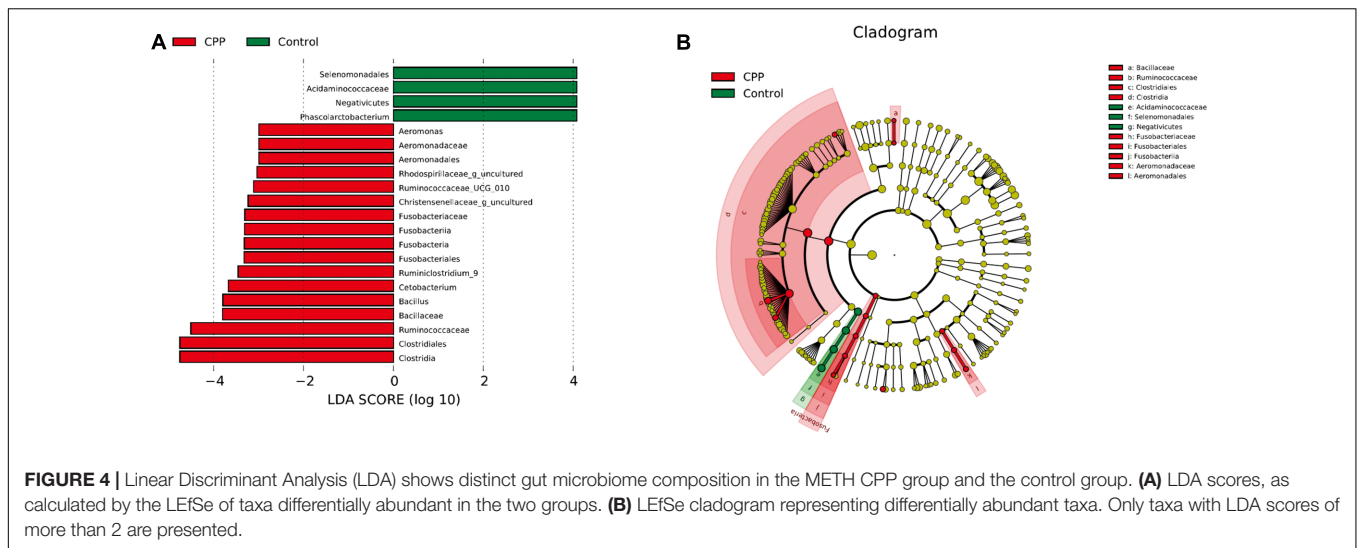 A
CPP
Control
Selenomonadales
Acidaminococcaceae
Negativicutes
Phascolarctobacterium
Aeromonas
Aeromonadaceae
Aeromonadales
Rhodospirillaceae_g_uncultured
Ruminococcaceae_UCG_010
Christensenellaceae_g_uncultured
Fusobacteriaceae
Fusobacteriia
Fusobacteria
Fusobacteriales
Ruminiclostridium_9
Cetobacterium
Bacillus
Bacillaceae
Ruminococcaceae
Clostridiales
Clostridia
−4 −2 0 2 4
LDA SCORE (log 10)
B
Cladogram
CPP
Control
a: Bacillaceae
b: Ruminococcaceae
c: Clostridiales
d: Clostridia
e: Acidaminococcaceae
f: Selenomonadales
g: Negativicutes
h: Fusobacteriaceae
i: Fusobacteriales
j: Fusobacteriia
k: Aeromonadaceae
l: Aeromonadales
a
d
c
b
e
f
g
h
i
j
Fusobacteria
k
l
FIGURE 4 | Linear Discriminant Analysis (LDA) shows distinct gut microbiome composition in the METH CPP group and the control group. (A) LDA scores, as
calculated by the LEfSe of taxa differentially abundant in the two groups. (B) LEfSe cladogram representing differentially abundant taxa. Only taxa with LDA scores of
more than 2 are presented.